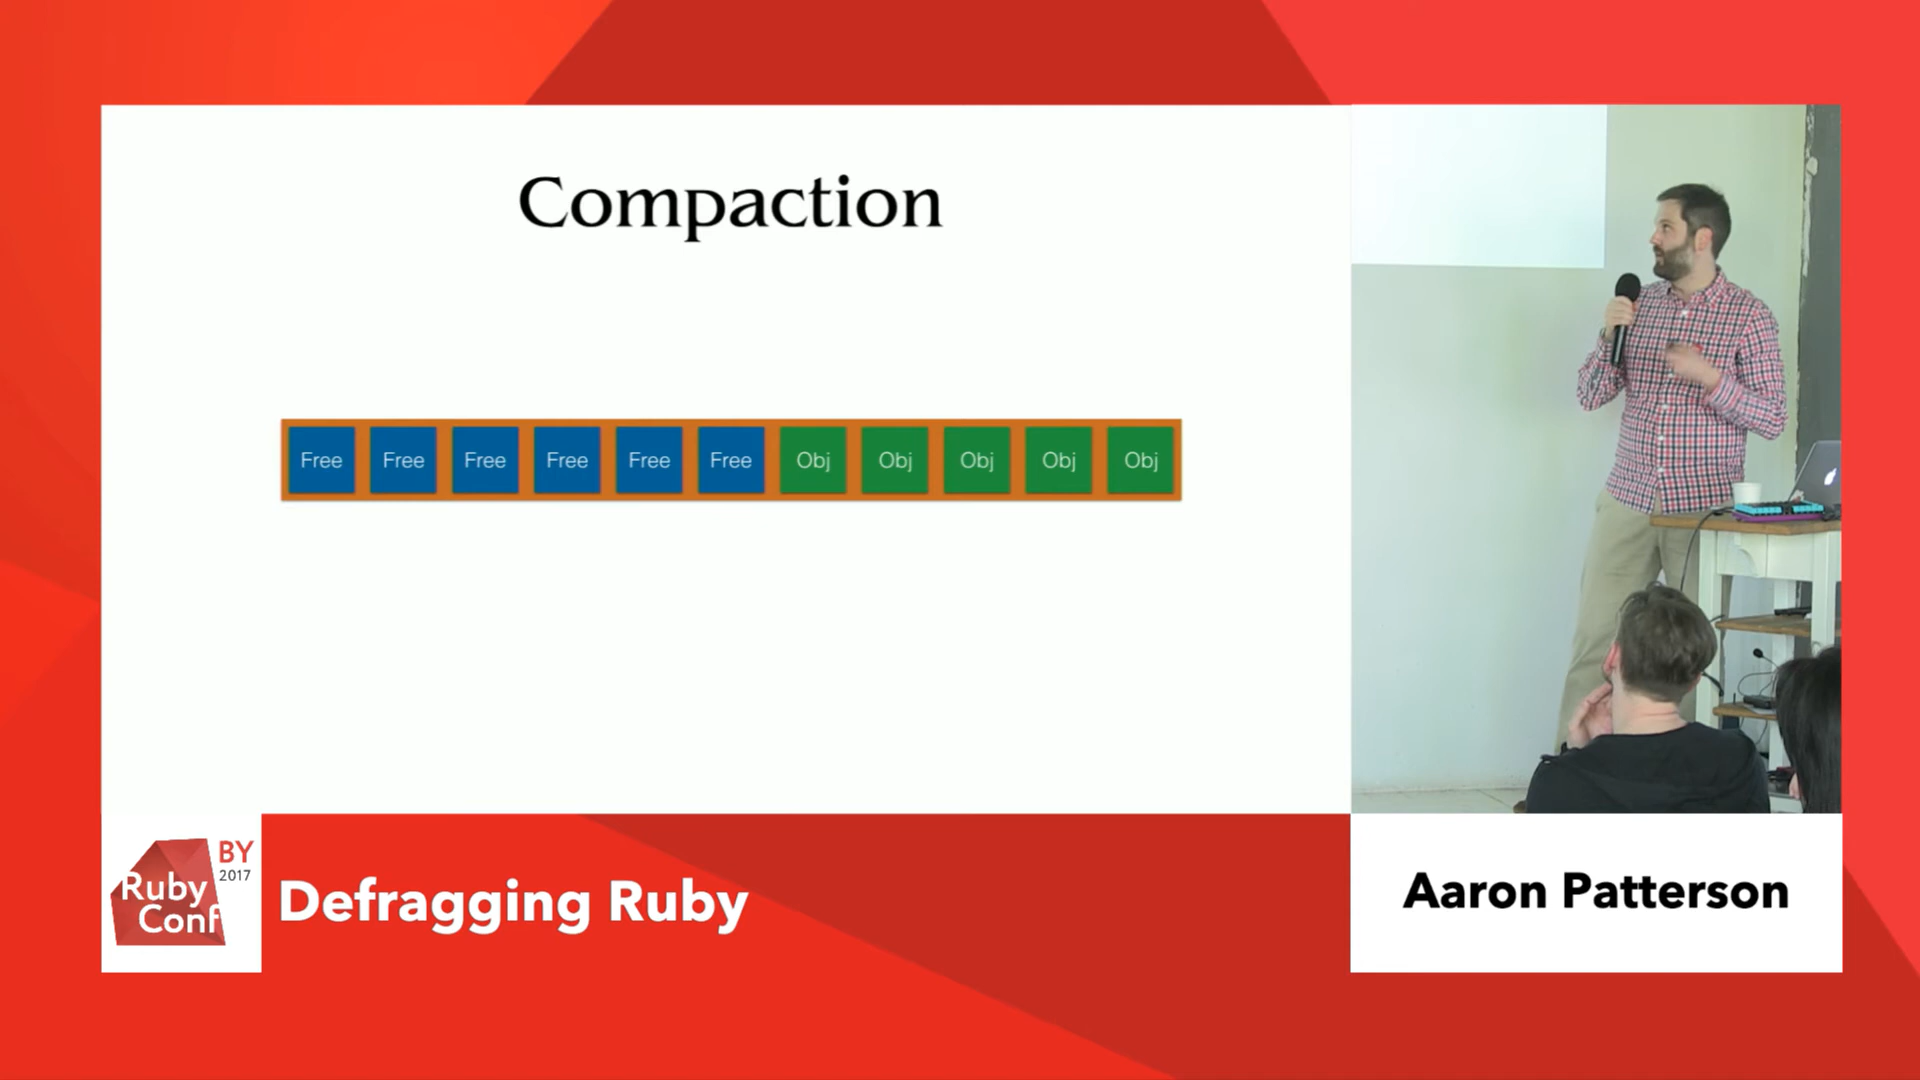 Compaction
Free Free Free Free Free Free Obj Obj Obj Obj Obj
BY
2017
Ruby
Conf
Defragging Ruby
Aaron Patterson